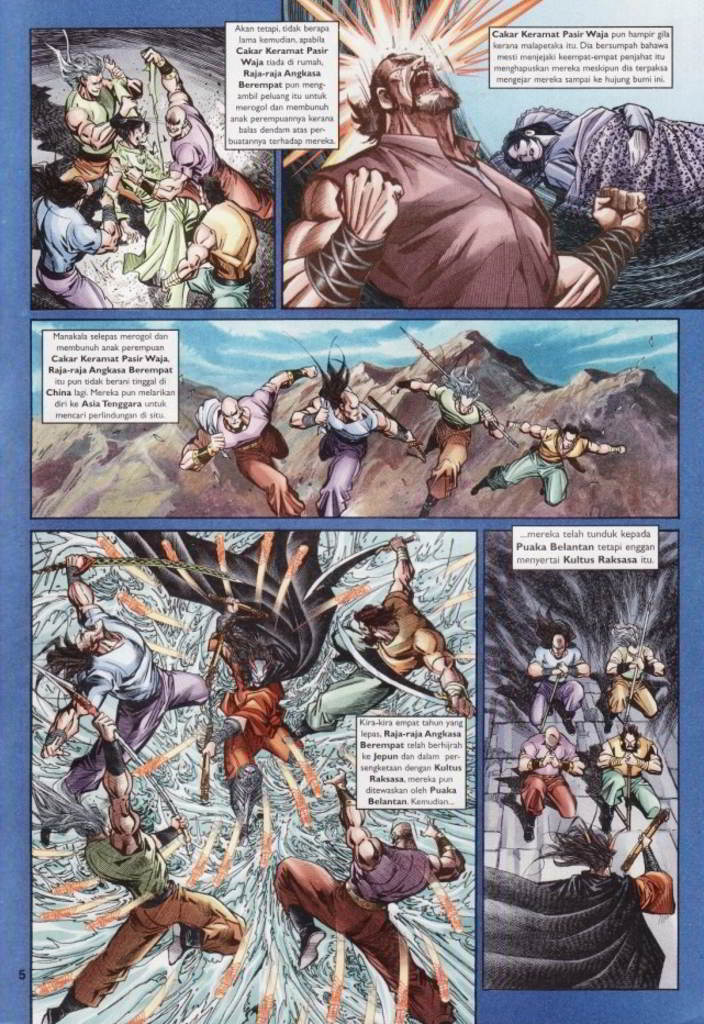 Akan tetapi, tidak berapa
lama kemudian, apabila
Cakar Keramat Pasir
Waja tiada di rumah,
Raja-raja Angkasa
Berempat pun meng-
ambil peluang itu untuk
merogol dan membunuh
anak perempuannya kerana
balas dendam atas per-
buatannya terhadap mereka.
Cakar Keramat Pasir Waja pun hampir gila
kerana malapetaka itu. Dia bersumpah bahawa
mesti menyejaki keempat-empat penjahat itu
menghapuskan mereka meskipun dia terpaksa
mengejar mereka sampai ke hujung bumi ini.
Manakala selepas merogol dan
membunuh anak perempuan
Cakar Keramat Pasir Waja,
Raja-raja Angkasa Berempat
itu pun tidak berani tinggal di
China lagi. Mereka pun melarikan
diri ke Asia Tenggara untuk
mencari perlindungan di situ.
Kira-kira empat tahun yang
lepas, Raja-raja Angkasa
Berempat telah berhijrah
ke Jepun dan dalam per-
sengketaan dengan Kultus
Raksasa, mereka pun
ditewaskan oleh Puaka
Belantan. Kemudian...
...mereka telah tunduk kepada
Puaka Belantan tetapi enggan
menyertai Kultus Raksasa itu.
5